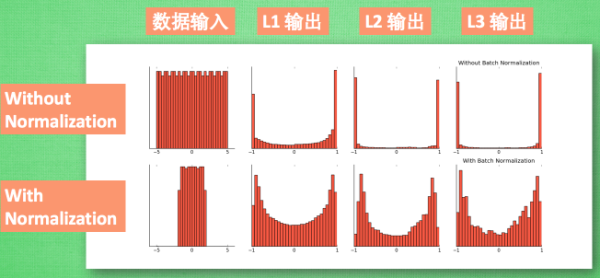 数据输入 L1 输出 L2 输出 L3 输出
Without Batch Normalization
Without
Normalization
-5 0 5 -1 0 1 -1 0 1 -1 0 1
With Batch Normalization
With
Normalization
-5 0 5 -1 0 1 -1 0 1 -1 0 1